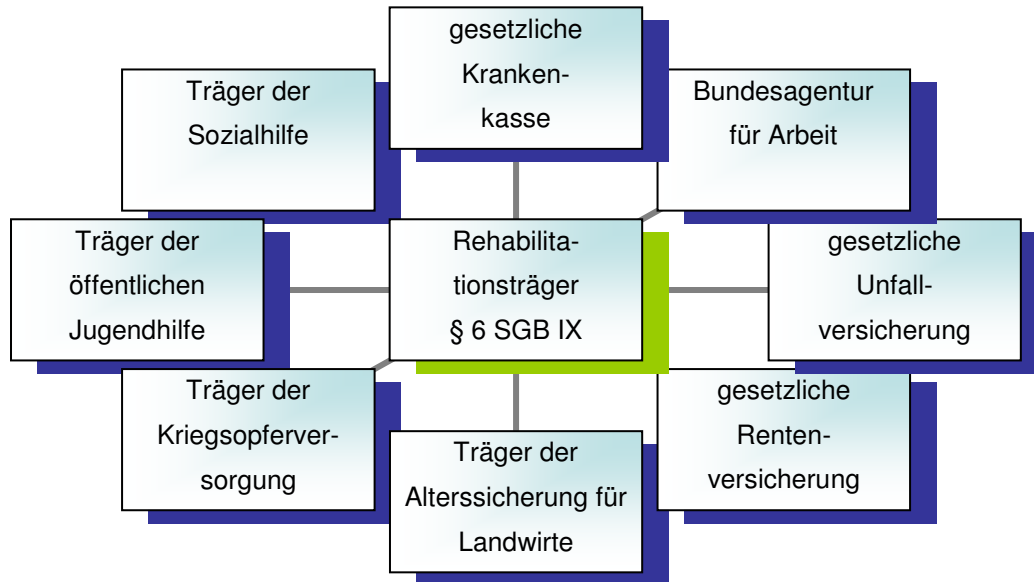 gesetzliche
Kranken-
kasse
Träger der
Sozialhilfe
Bundesagentur
für Arbeit
Träger der
öffentlichen
Jugendhilfe
Rehabilita-
tionsträger
§ 6 SGB IX
gesetzliche
Unfall-
versicherung
Träger der
Kriegsopferver-
sorgung
gesetzliche
Renten-
versicherung
Träger der
Alterssicherung für
Landwirte